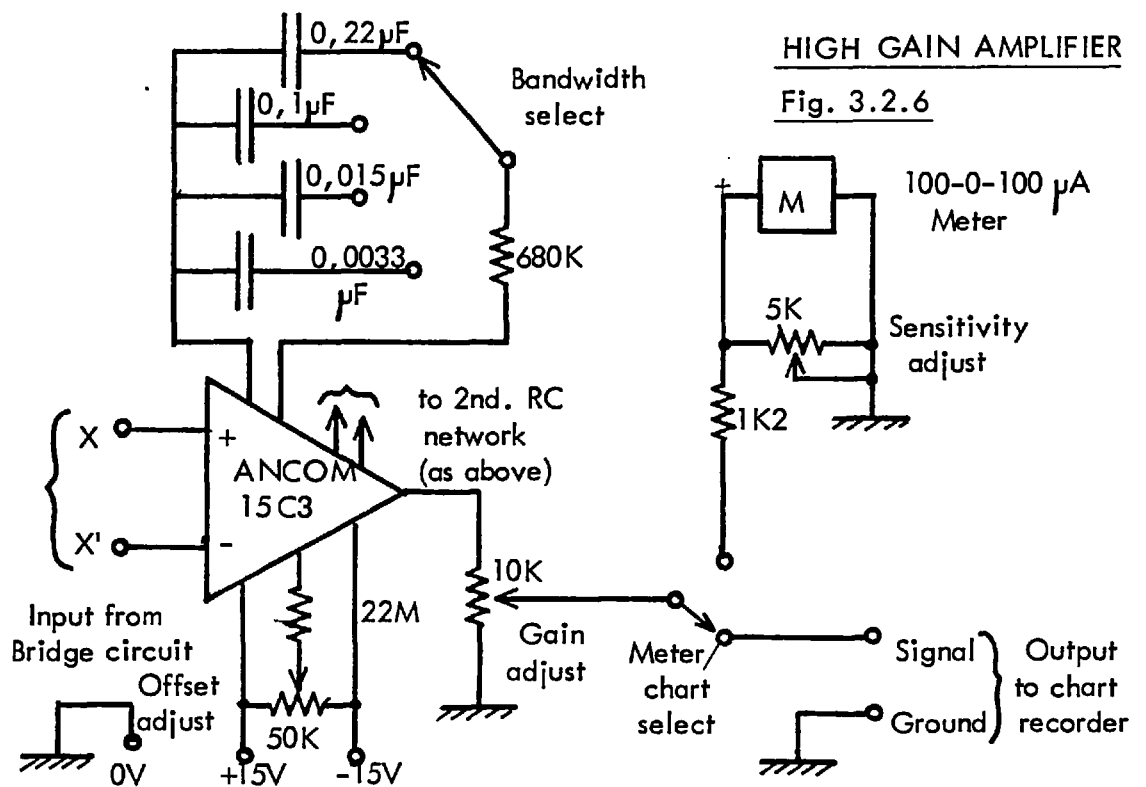 HIGH GAIN AMPLIFIER
Fig. 3.2.6
0,22µF
0,1µF
0,015µF
0,0033
µF
Bandwidth
select
680K
+
M
100-0-100 µA
Meter
5K
Sensitivity
adjust
1K2
to 2nd. RC
network
(as above)
X
+
ANCOM
15C3
X'
-
Input from
Bridge circuit
Offset
adjust
22M
50K
0V
+15V
-15V
10K
Gain
adjust
Meter
chart
select
Signal
Ground
Output
to chart
recorder